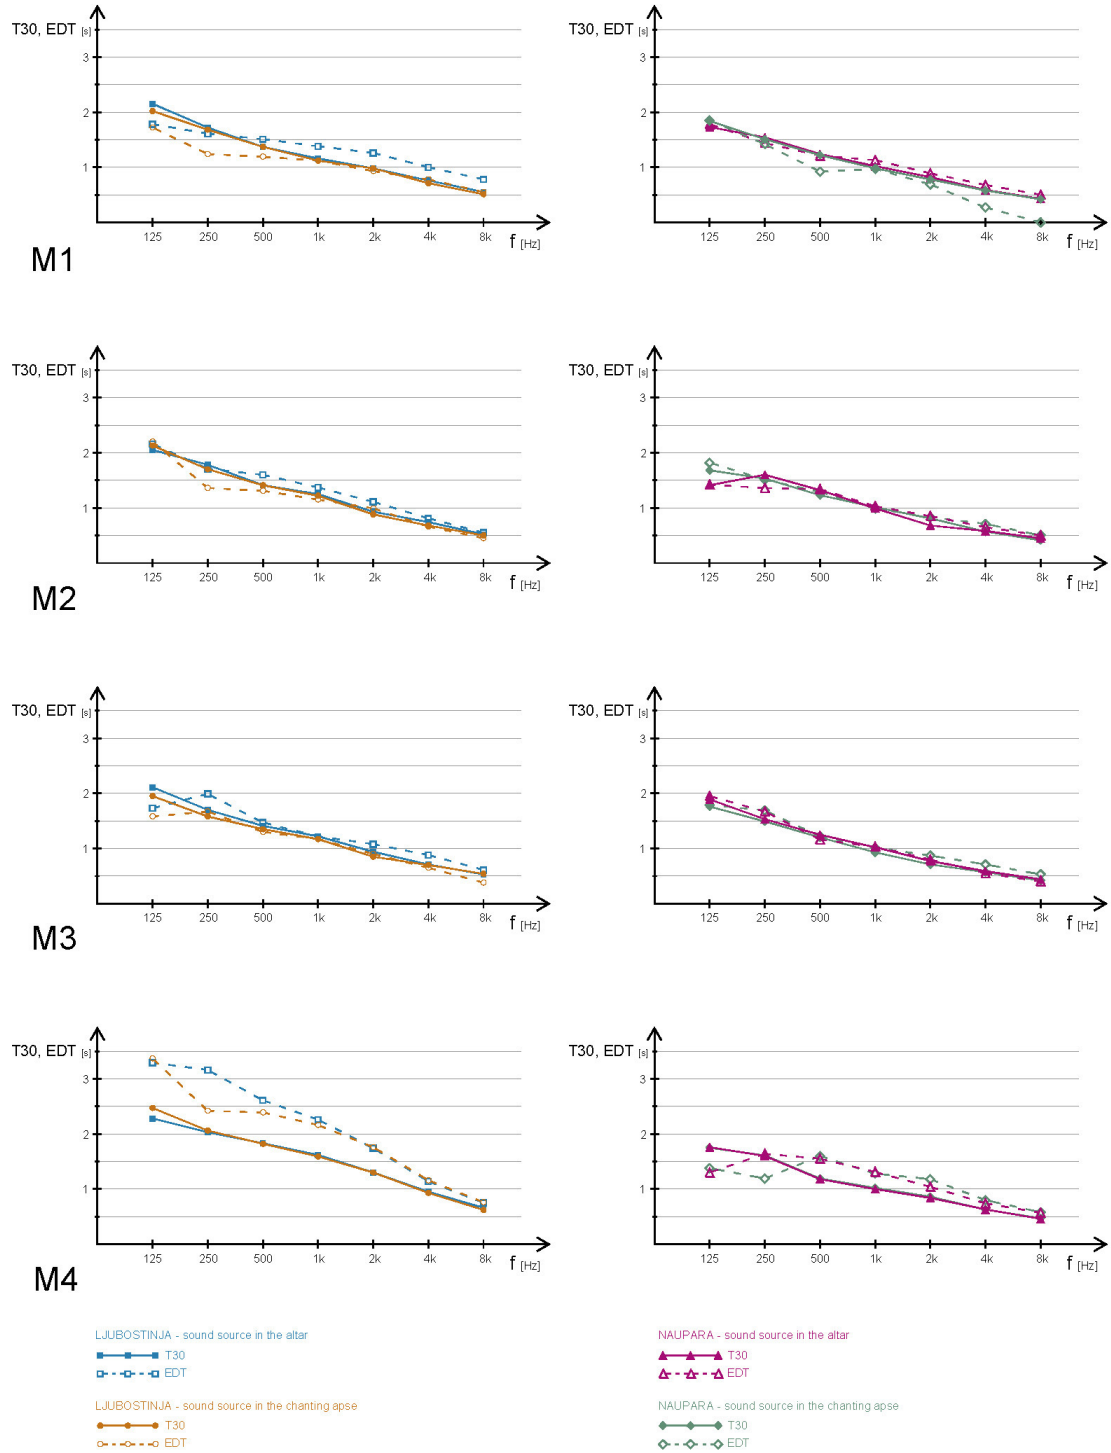 T30, EDT [s]
3
2
1
125 250 500 1k 2k 4k 8k f [Hz]
T30, EDT [s]
3
2
1
125 250 500 1k 2k 4k 8k f [Hz]
M1
T30, EDT [s]
3
2
1
125 250 500 1k 2k 4k 8k f [Hz]
T30, EDT [s]
3
2
1
125 250 500 1k 2k 4k 8k f [Hz]
M2
T30, EDT [s]
3
2
1
125 250 500 1k 2k 4k 8k f [Hz]
T30, EDT [s]
3
2
1
125 250 500 1k 2k 4k 8k f [Hz]
M3
T30, EDT [s]
3
2
1
125 250 500 1k 2k 4k 8k f [Hz]
T30, EDT [s]
3
2
1
125 250 500 1k 2k 4k 8k f [Hz]
M4
LJUBOSTINJA - sound source in the altar
T30
EDT
LJUBOSTINJA - sound source in the chanting apse
T30
EDT
NAUPARA - sound source in the altar
T30
EDT
NAUPARA - sound source in the chanting apse
T30
EDT